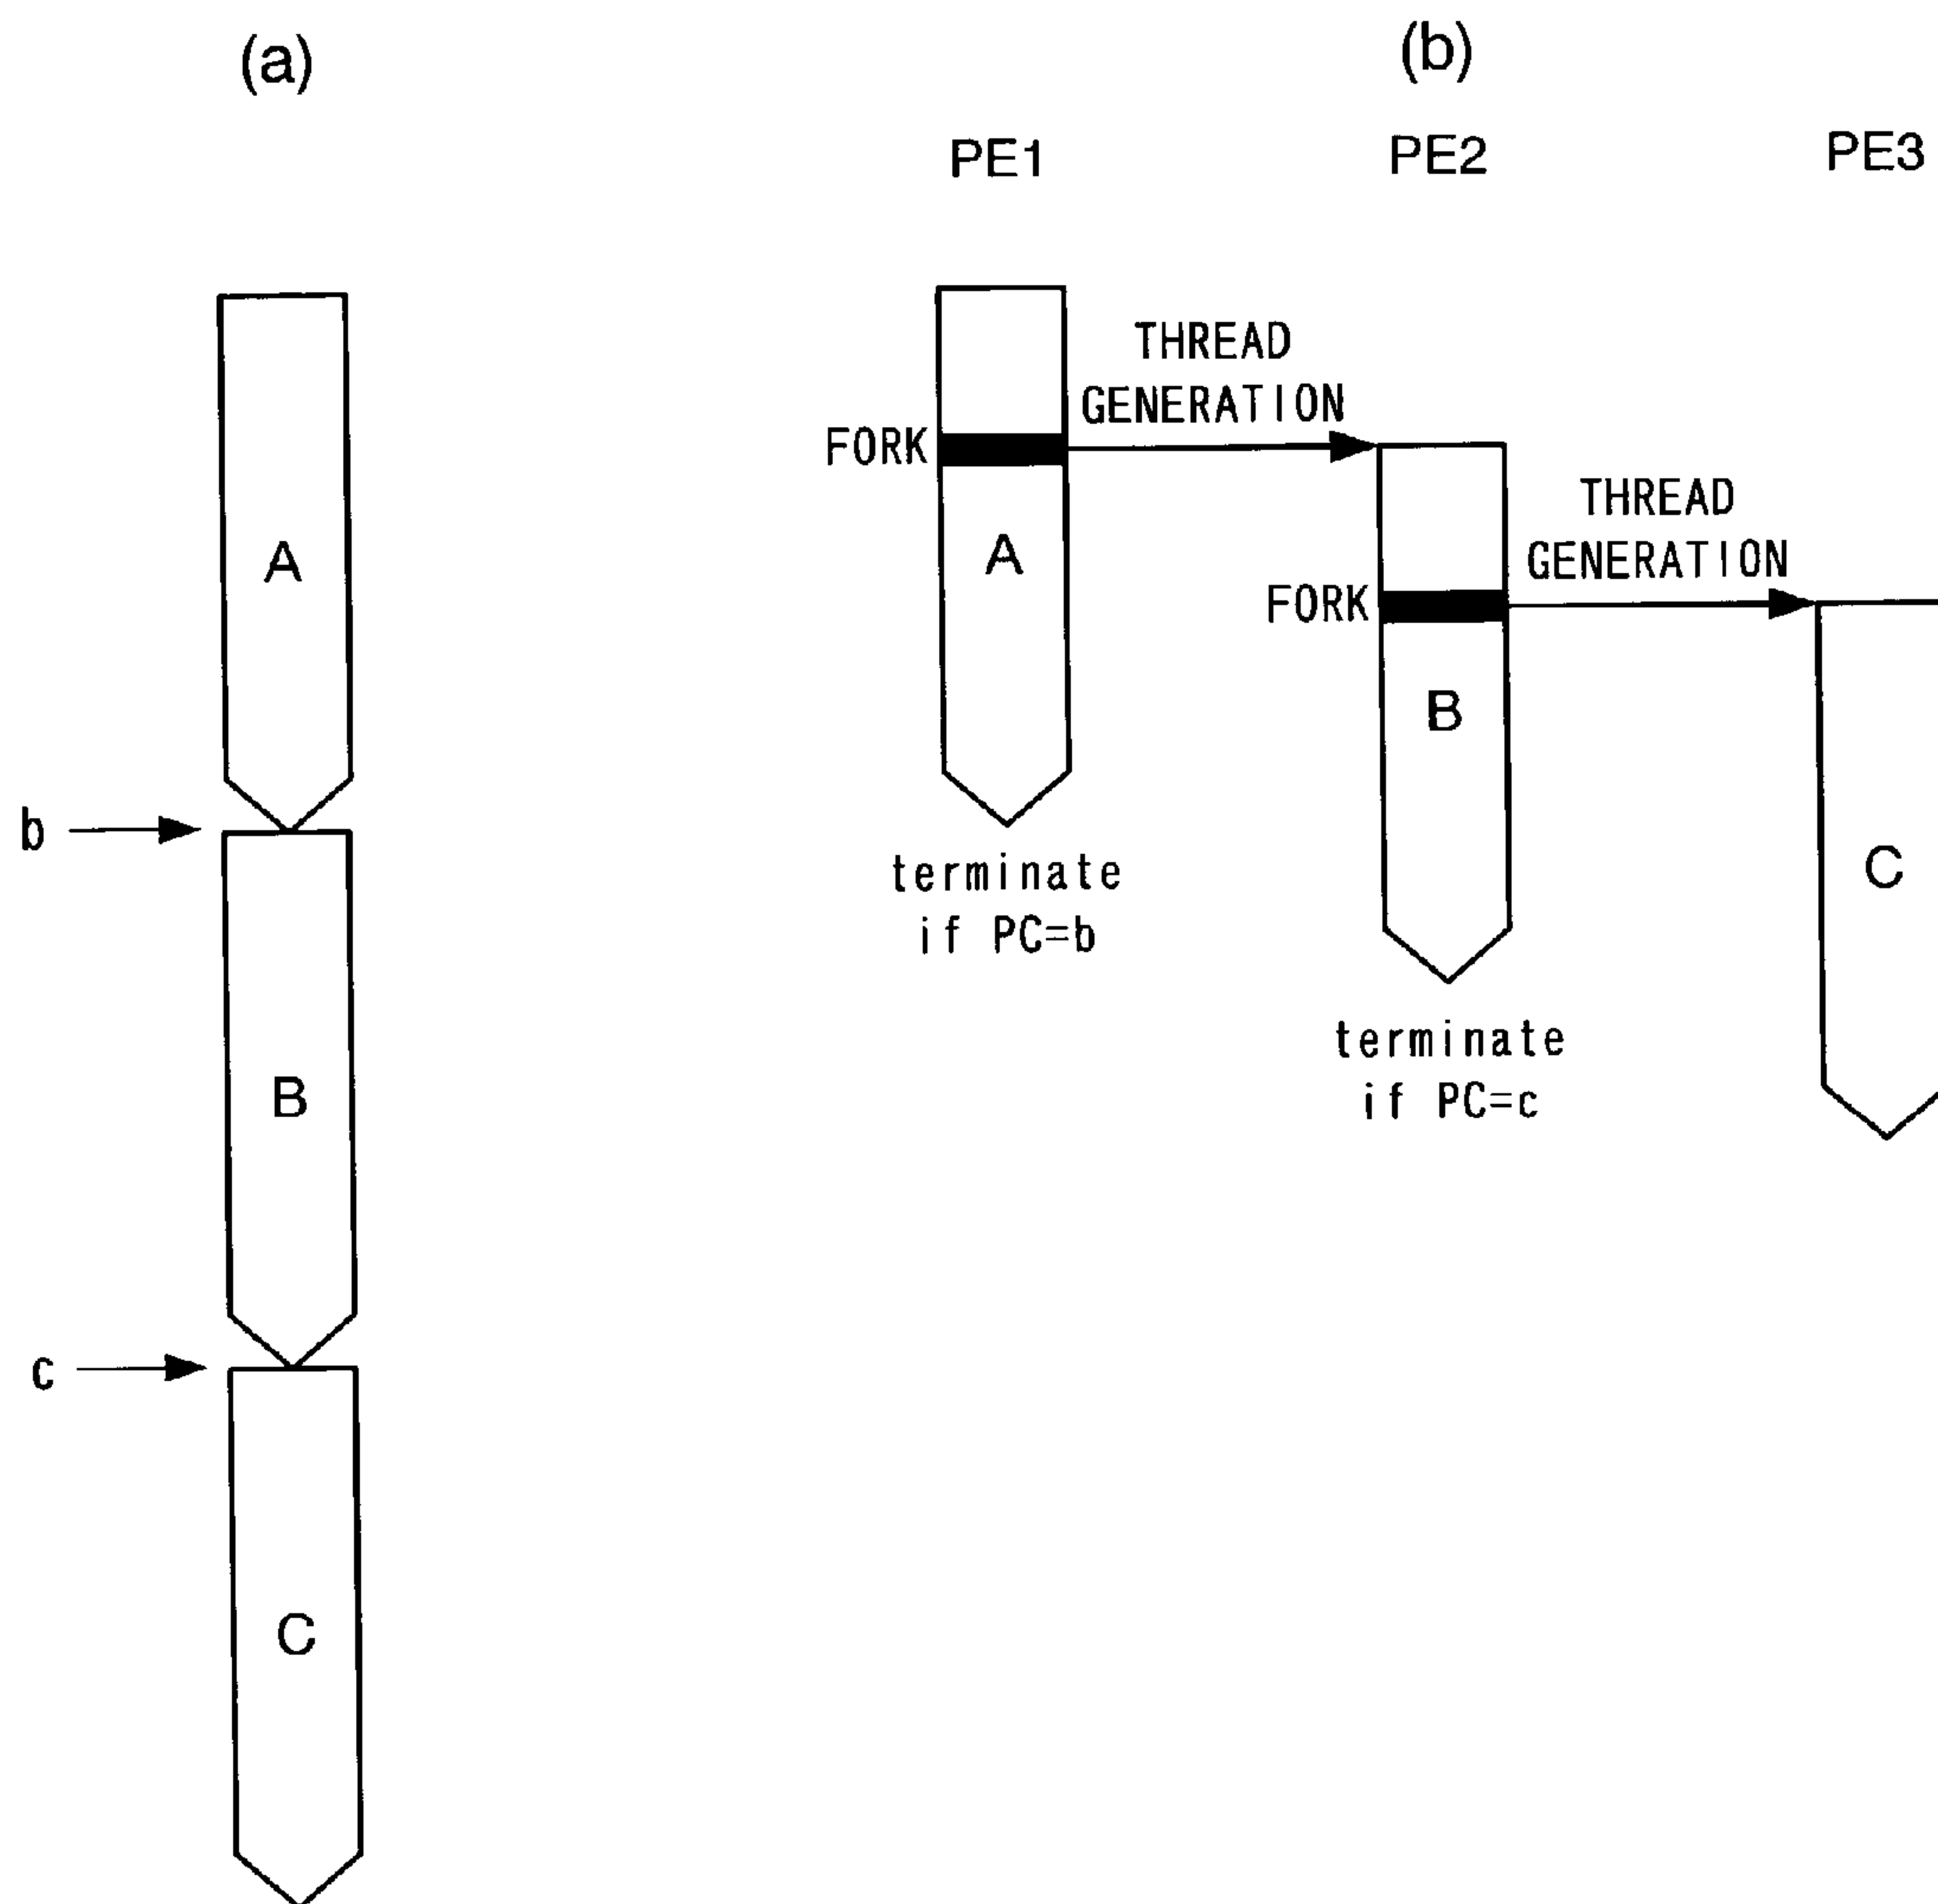 (a)
A
b
B
c
C
(b)
PE1
PE2
PE3
THREAD
GENERATION
FORK
A
terminate
if PC=b
THREAD
GENERATION
FORK
B
terminate
if PC=c
C